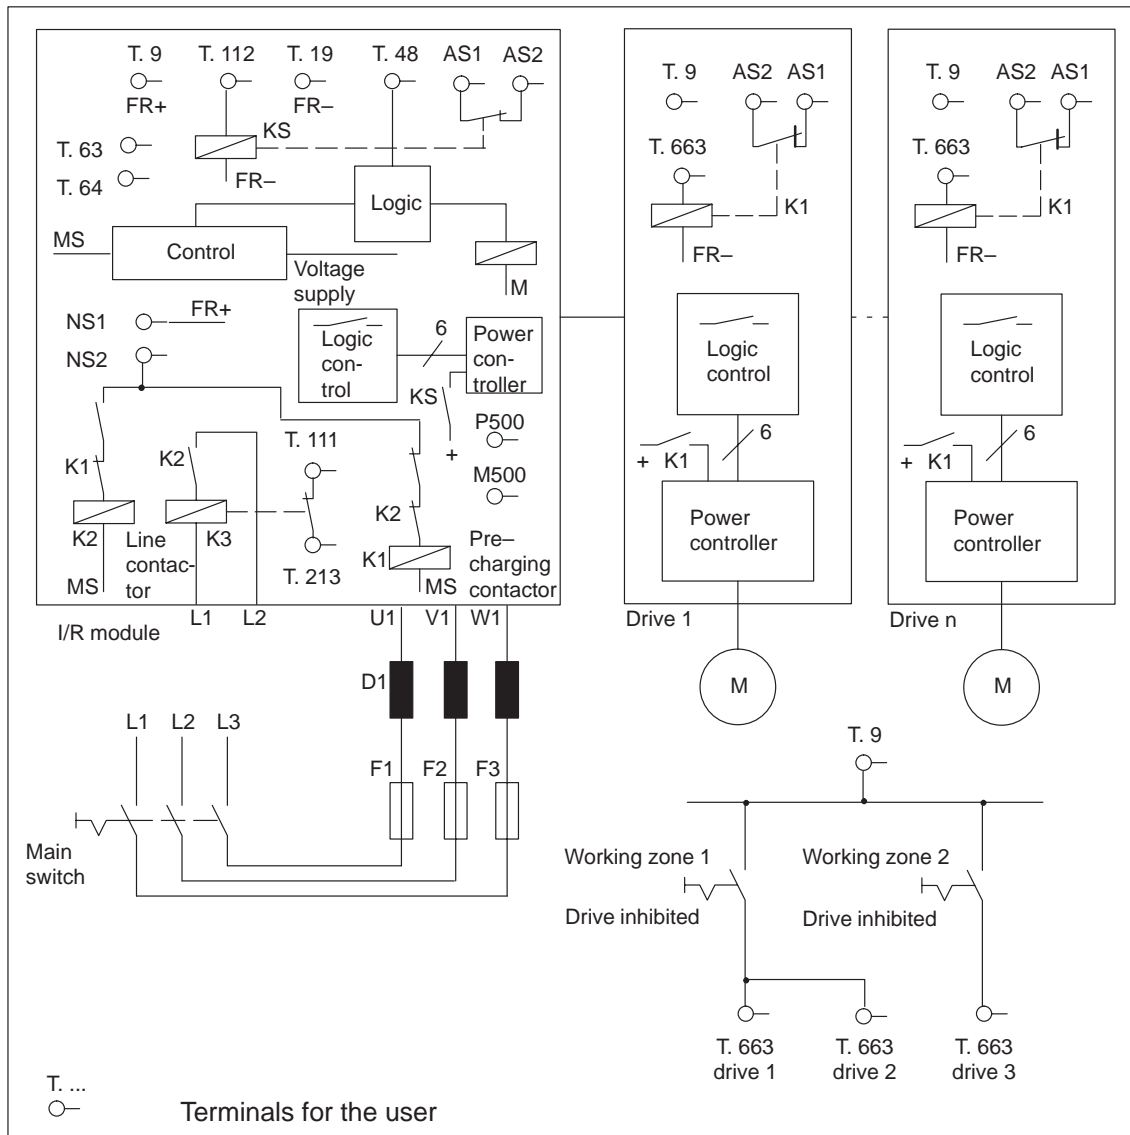 T. 9 T. 112 T. 19 T. 48 AS1 AS2
FR+ FR–
KS
T. 63
T. 64
FR–
Logic
MS
Control
Voltage
supply
M
NS1
FR+
NS2
Logic
con-
trol
6
Power
con-
troller
KS
+
P500
M500
T. 111
K1
K2
K2
K3
Line
contac-
tor
T. 213
K2
K1
Pre–
charging
contactor
MS
MS
L1 L2 U1 V1 W1
I/R module
T. 9 AS2 AS1
T. 663
K1
FR–
Logic
control
6
+ K1
Power
controller
Drive 1
M
T. 9 AS2 AS1
T. 663
K1
FR–
Logic
control
6
+ K1
Power
controller
Drive n
M
D1
L1 L2 L3
F1 F2 F3
Main
switch
T. 9
Working zone 1
Drive inhibited
Working zone 2
Drive inhibited
T. 663
drive 1
T. 663
drive 2
T. 663
drive 3
T. ...
Terminals for the user